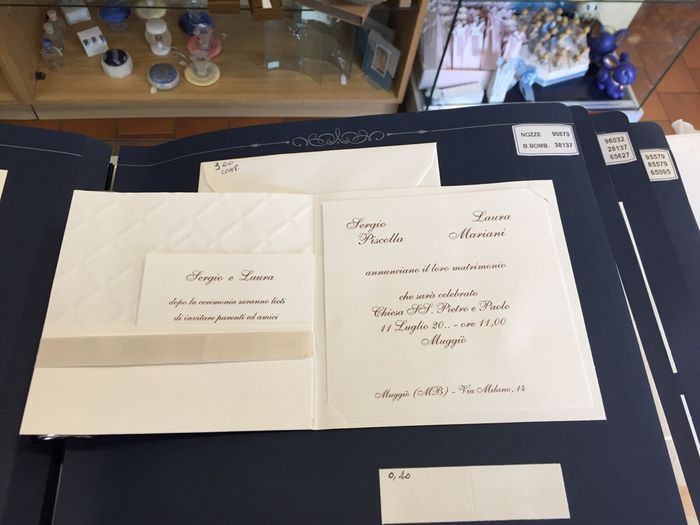 NOZZE 95873
B.BOMB. 38137
96032
28137
65627
95579
85579
65095
3,00
CONF.
Sergio e Laura
dopo la cerimonia saranno lieti
di invitare parenti ed amici
Sergio Laura
Piscolla Mariani
annunciano il loro matrimonio
che sarà celebrato
Chiesa SS. Pietro e Paolo
11 Luglio 20.. - ore 11,00
Muggiò
Muggiò (MB) - Via Milano, 14
0,40